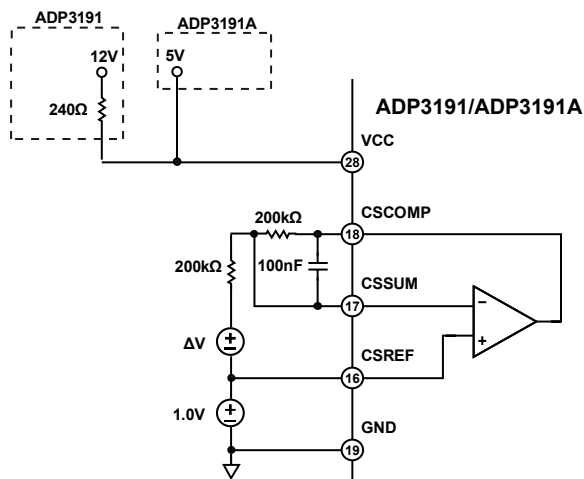 ADP3191
ADP3191A
12V
5V
240Ω
ADP3191/ADP3191A
VCC
28
CSCOMP
200kΩ
18
200kΩ
100nF
CSSUM
17
–
ΔV
+
CSREF
+
16
1.0V
+
GND
19